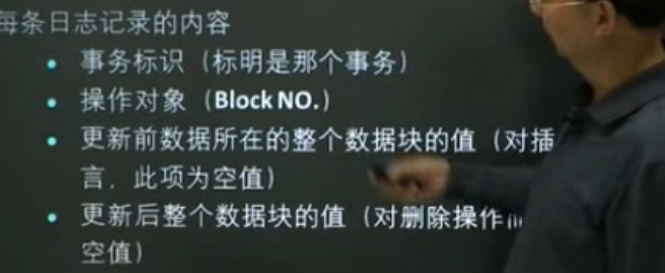 每条日志记录的内容
• 事务标识（标明是那个事务）
• 操作对象（Block NO.）
• 更新前数据所在的整个数据块的值（对插
言，此项为空值）
• 更新后整个数据块的值（对删除操作
空值）